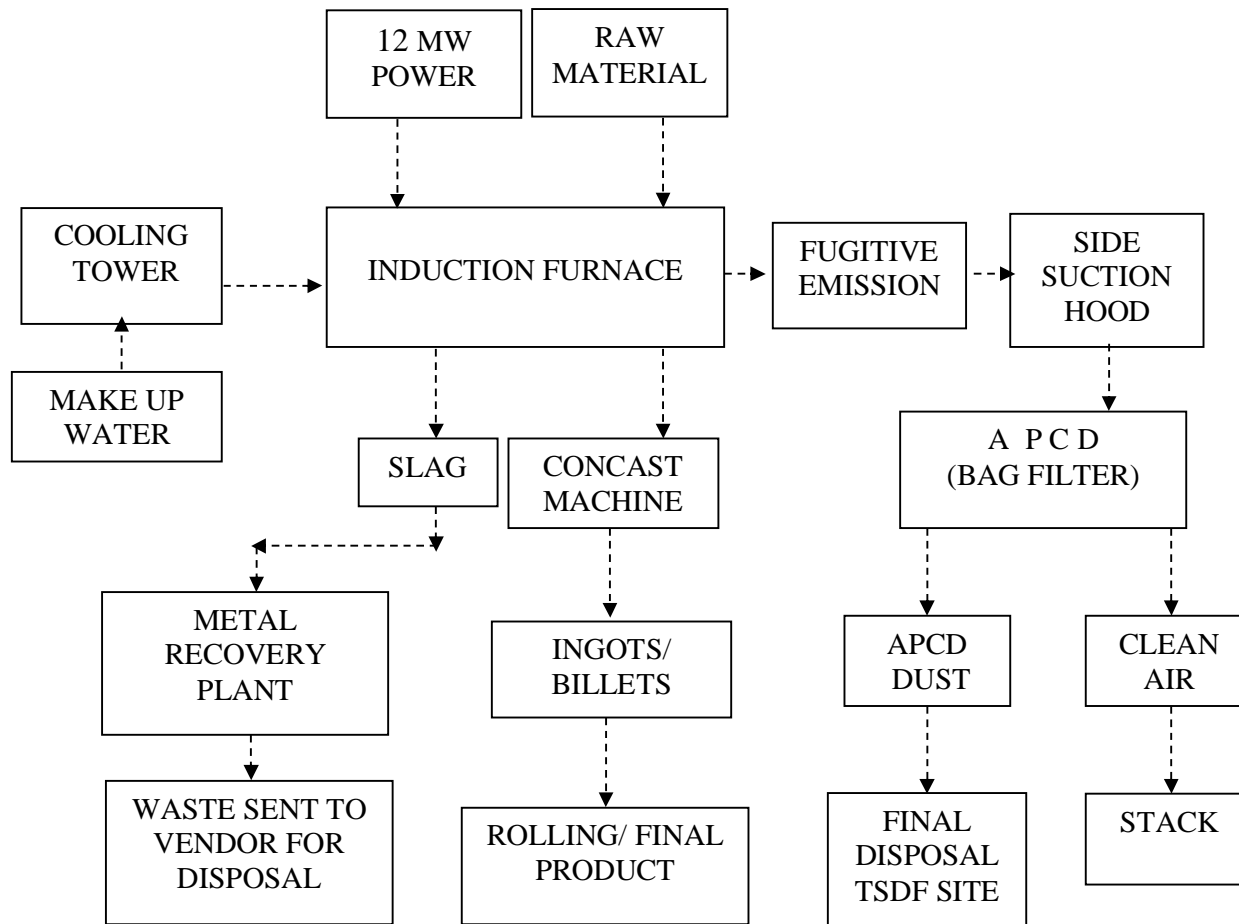 12 MW
POWER
RAW
MATERIAL
COOLING
TOWER
INDUCTION FURNACE
FUGITIVE
EMISSION
SIDE
SUCTION
HOOD
MAKE UP
WATER
SLAG
CONCAST
MACHINE
A P C D
(BAG FILTER)
METAL
RECOVERY
PLANT
INGOTS/
BILLETS
APCD
DUST
CLEAN
AIR
WASTE SENT TO
VENDOR FOR
DISPOSAL
ROLLING/ FINAL
PRODUCT
FINAL
DISPOSAL
TSDF SITE
STACK